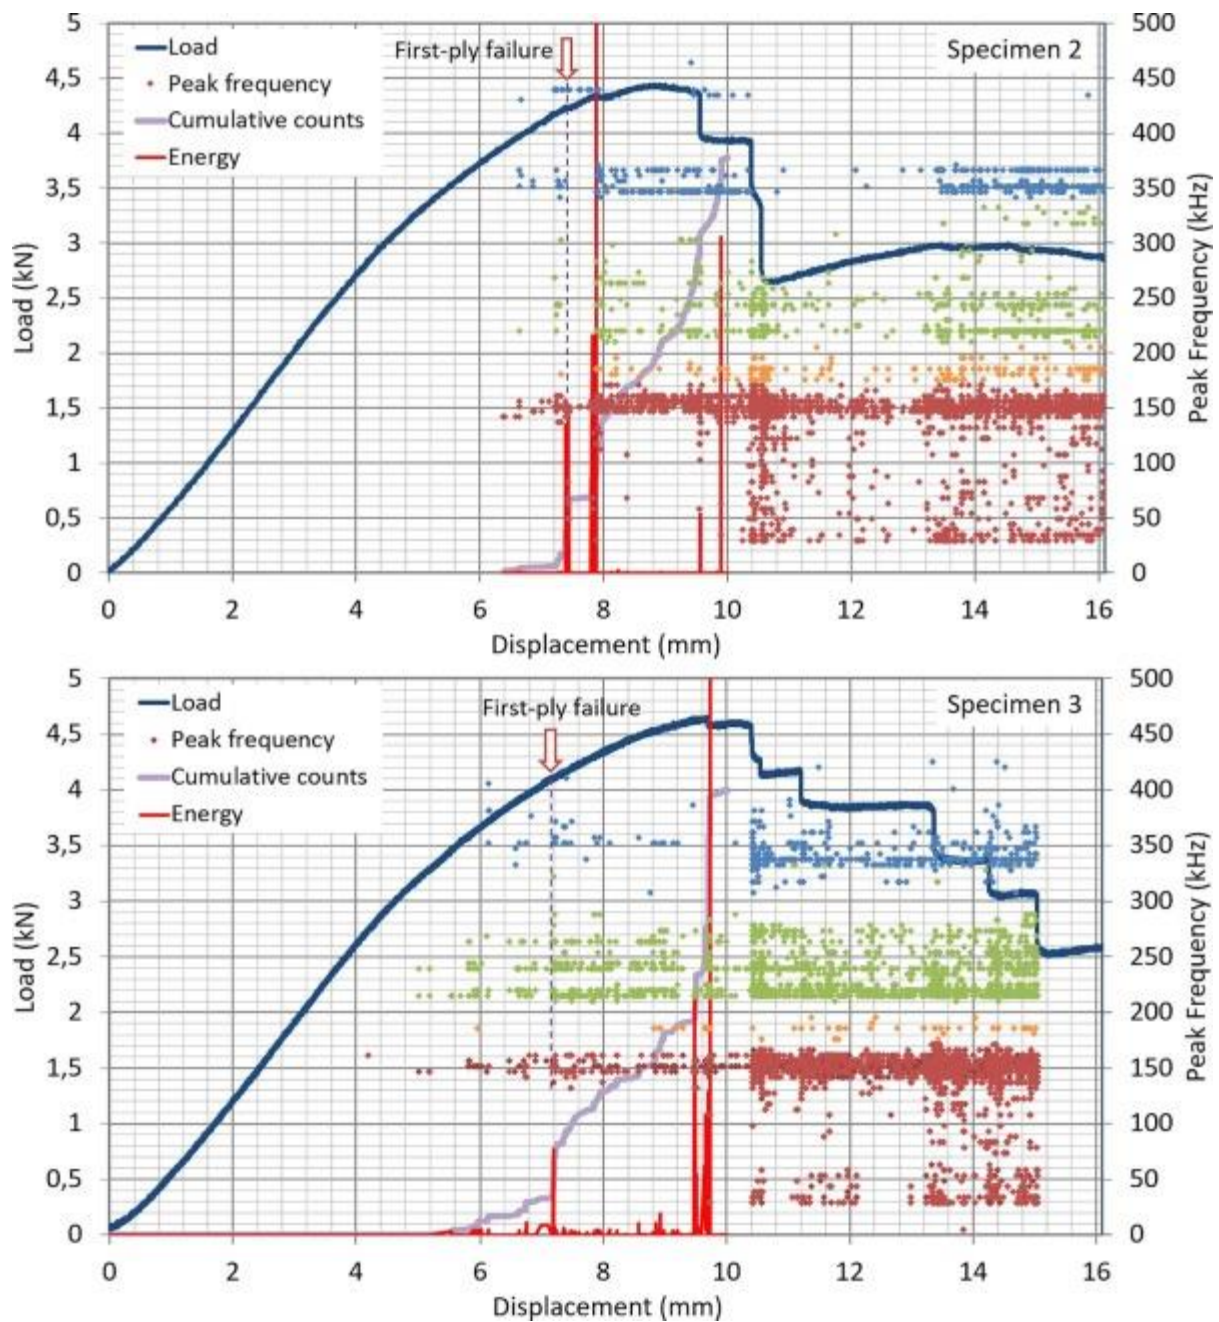 5
4,5
4
3,5
3
2,5
2
1,5
1
0,5
0
Load (kN)
Load
Peak frequency
Cumulative counts
Energy
First-ply failure
Specimen 2
500
450
400
350
300
250
200
150
100
50
0
Peak Frequency (kHz)
0 2 4 6 8 10 12 14 16
Displacement (mm)
5
4,5
4
3,5
3
2,5
2
1,5
1
0,5
0
Load (kN)
Load
Peak frequency
Cumulative counts
Energy
First-ply failure
Specimen 3
500
450
400
350
300
250
200
150
100
50
0
Peak Frequency (kHz)
0 2 4 6 8 10 12 14 16
Displacement (mm)